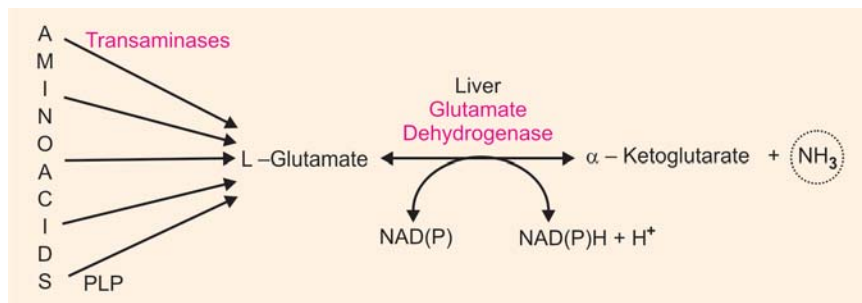 A
M
I
N
O
A
C
I
D
S
Transaminases
PLP
L –Glutamate
Liver
Glutamate
Dehydrogenase
α – Ketoglutarate + NH₃
NAD(P)
NAD(P)H + H⁺